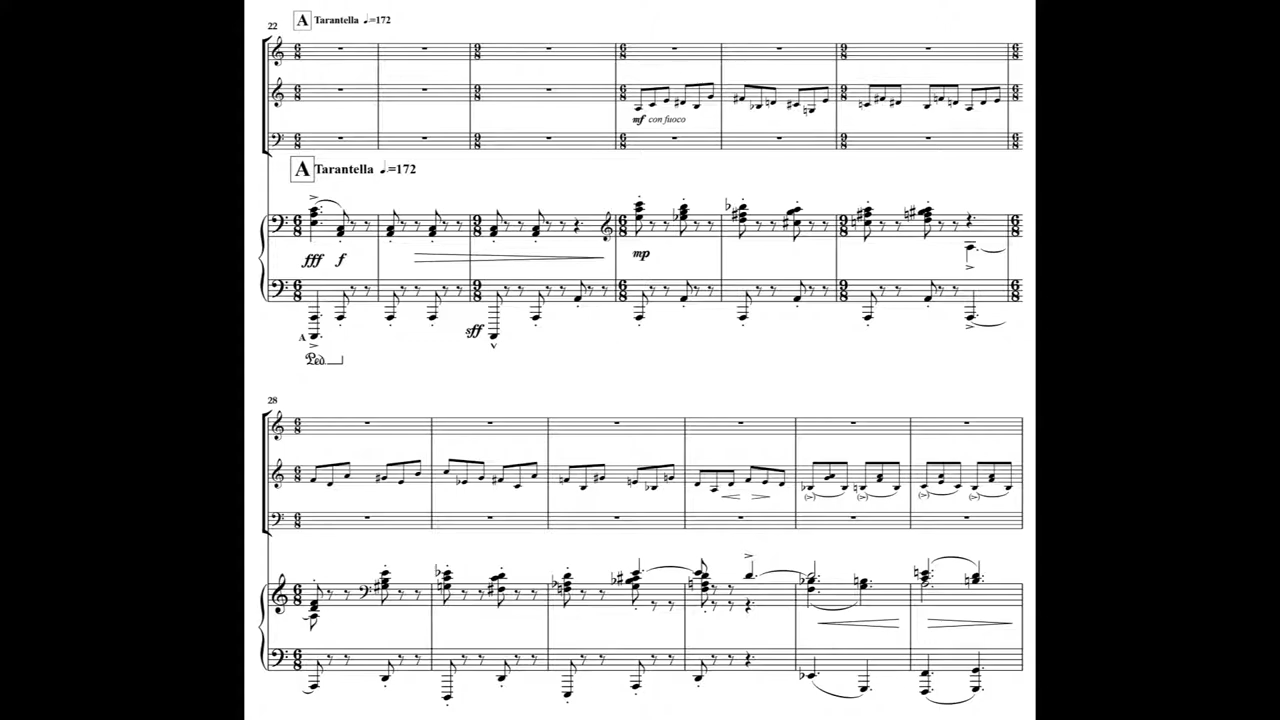 A Tarantella ♩.=172
22
mf con fuoco
A Tarantella ♩.=172
fff f mp
sff
A
Ped.
28